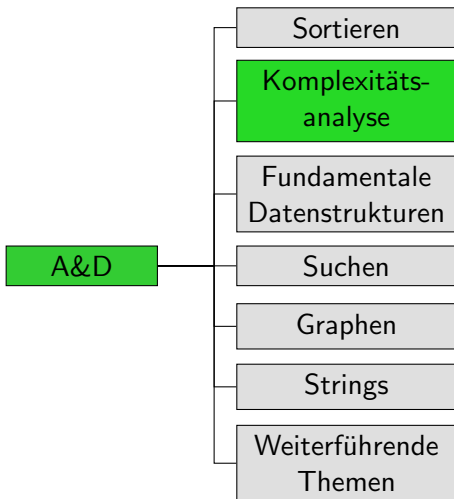 Sortieren
Komplexitäts-
analyse
Fundamentale
Datenstrukturen
A&D
Suchen
Graphen
Strings
Weiterführende
Themen